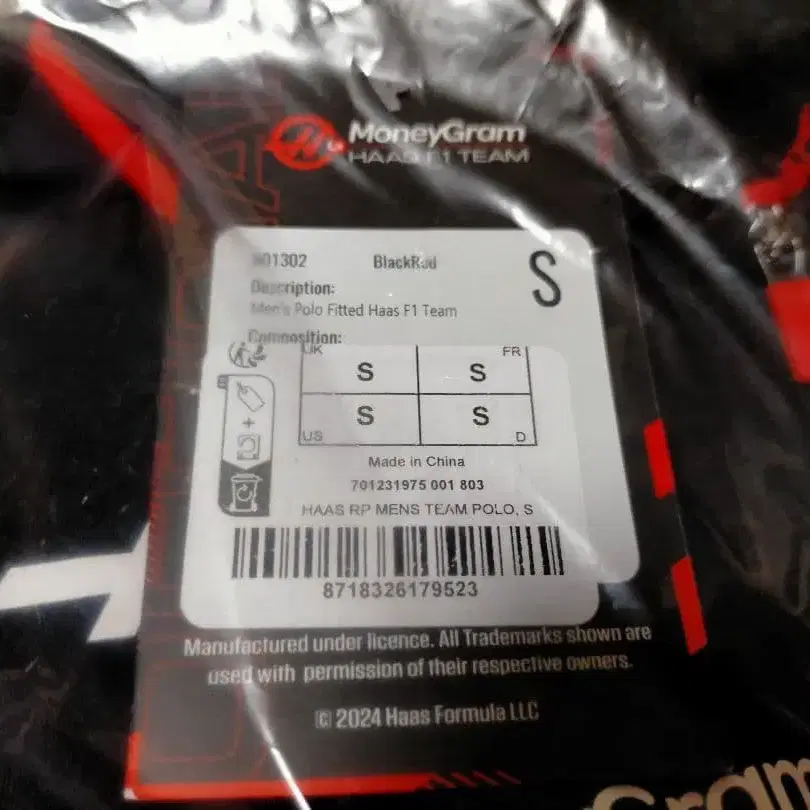 MoneyGram
HAAS F1 TEAM
01302 BlackRed S
Description:
Men's Polo Fitted Haas F1 Team
Composition:
UK S S FR
US S S D
Made in China
701231975 001 803
HAAS RP MENS TEAM POLO, S
8718326179523
Manufactured under licence. All Trademarks shown are
used with permission of their respective owners.
© 2024 Haas Formula LLC
Gram